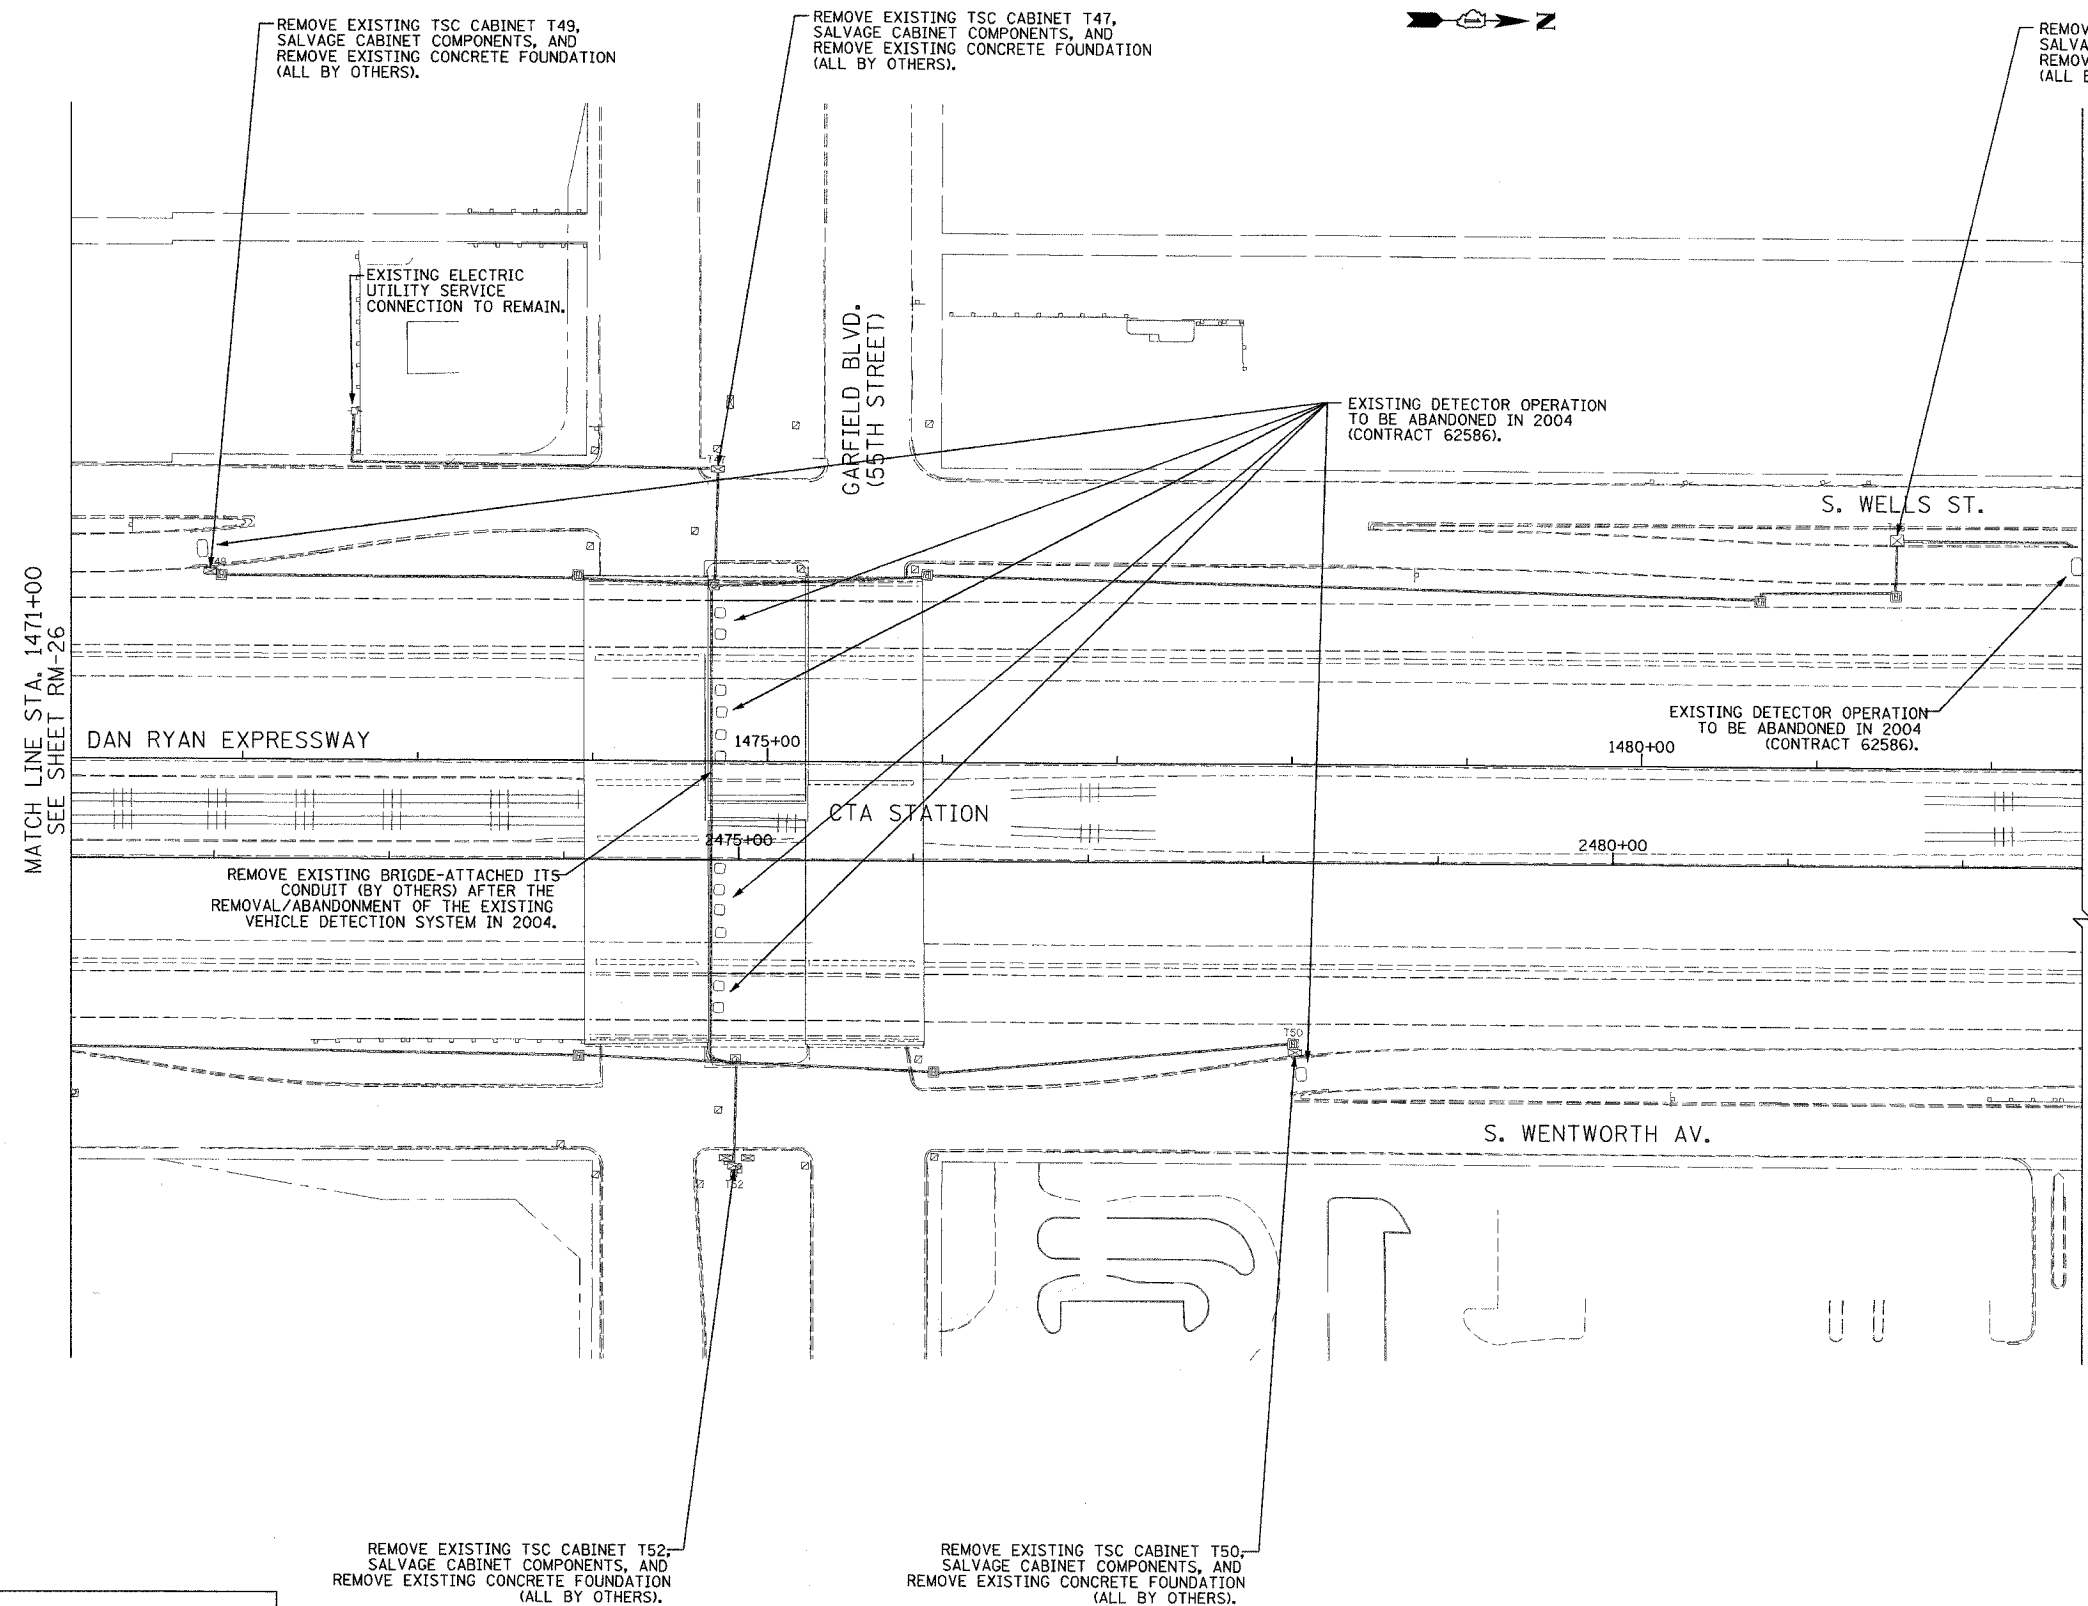 REMOVE EXISTING TSC CABINET T49,
SALVAGE CABINET COMPONENTS, AND
REMOVE EXISTING CONCRETE FOUNDATION
(ALL BY OTHERS).
REMOVE EXISTING TSC CABINET T47,
SALVAGE CABINET COMPONENTS, AND
REMOVE EXISTING CONCRETE FOUNDATION
(ALL BY OTHERS).
N
EXISTING ELECTRIC
UTILITY SERVICE
CONNECTION TO REMAIN.
GARFIELD BLVD.
(55TH STREET)
EXISTING DETECTOR OPERATION
TO BE ABANDONED IN 2004
(CONTRACT 62586).
S. WELLS ST.
MATCH LINE STA. 1471+00
SEE SHEET RM-26
DAN RYAN EXPRESSWAY
1475+00
EXISTING DETECTOR OPERATION
TO BE ABANDONED IN 2004
(CONTRACT 62586).
1480+00
CTA STATION
2475+00
2480+00
REMOVE EXISTING BRIGDE-ATTACHED ITS
CONDUIT (BY OTHERS) AFTER THE
REMOVAL/ABANDONMENT OF THE EXISTING
VEHICLE DETECTION SYSTEM IN 2004.
T50
S. WENTWORTH AV.
T52
REMOVE EXISTING TSC CABINET T52,
SALVAGE CABINET COMPONENTS, AND
REMOVE EXISTING CONCRETE FOUNDATION
(ALL BY OTHERS).
REMOVE EXISTING TSC CABINET T50,
SALVAGE CABINET COMPONENTS, AND
REMOVE EXISTING CONCRETE FOUNDATION
(ALL BY OTHERS).